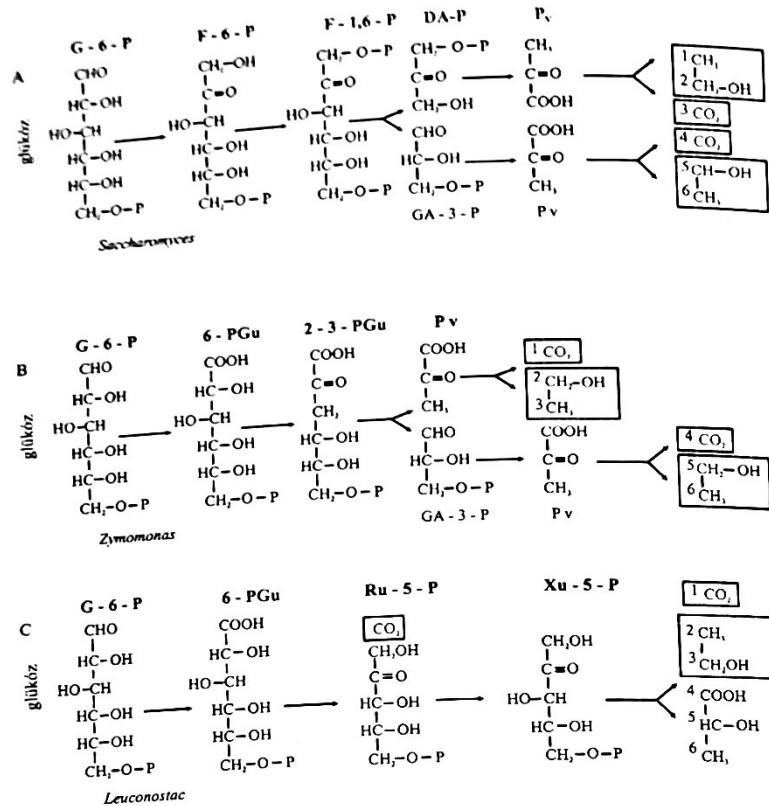 G - 6 - P F - 6 - P F - 1,6 - P DA-P Pv
A
glükóz
CHO
HC–OH
HO–CH
HC–OH
HC–OH
CH₂–O–P
CH₂–OH
C=O
HO–CH
HC–OH
HC–OH
CH₂–O–P
CH₂–O–P
C=O
HO–CH
HC–OH
HC–OH
CH₂–O–P
CH₂–O–P
C=O
CH₂–OH
CHO
HC–OH
CH₂–O–P
GA - 3 - P
CH₃
C=O
COOH
COOH
C=O
CH₃
P v
1 CH₃
2 CH₂–OH
3 CO₂
4 CO₂
5 CH–OH
6 CH₃
Saccharomyces
G - 6 - P 6 - PGu 2 - 3 - PGu P v
B
glükóz
CHO
HC–OH
HO–CH
HC–OH
HC–OH
CH₂–O–P
COOH
HC–OH
HO–CH
HC–OH
HC–OH
CH₂–O–P
COOH
C=O
CH₂
HC–OH
HC–OH
CH₂–O–P
COOH
C=O
CH₃
CHO
HC–OH
CH₂–O–P
GA - 3 - P
1 CO₂
2 CH₂–OH
3 CH₃
COOH
C=O
CH₃
P v
4 CO₂
5 CH₂–OH
6 CH₃
Zymomonas
G - 6 - P 6 - PGu Ru - 5 - P Xu - 5 - P
C
glükóz
CHO
HC–OH
HO–CH
HC–OH
HC–OH
CH₂–O–P
COOH
HC–OH
HO–CH
HC–OH
HC–OH
CH₂–O–P
CO₂
CH₂OH
C=O
HC–OH
HC–OH
CH₂–O–P
CH₂OH
C=O
HO–CH
HC–OH
CH₂–O–P
1 CO₂
2 CH₃
3 CH₂OH
4 COOH
5 HC–OH
6 CH₃
Leuconostac